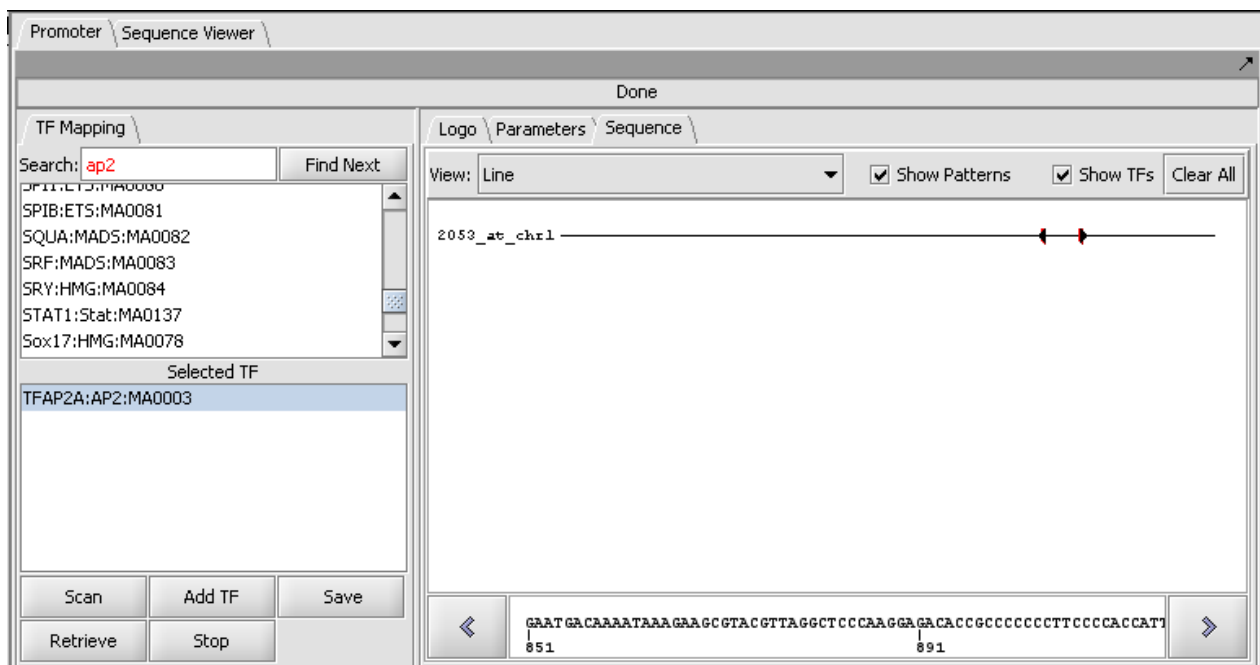 Promoter Sequence Viewer
Done
TF Mapping
Search: ap2 Find Next
SPIB:ETS:MA0081
SQUA:MADS:MA0082
SRF:MADS:MA0083
SRY:HMG:MA0084
STAT1:Stat:MA0137
Sox17:HMG:MA0078
Selected TF
TFAP2A:AP2:MA0003
Scan Add TF Save
Retrieve Stop
Logo Parameters Sequence
View: Line Show Patterns Show TFs Clear All
2053_at_chr1
GAATGACAAAATAAAGAAGCGTACGTTAGGCTCCCAAGGAGACACCGCCCCCCCTTCCCCACCATT
851 891